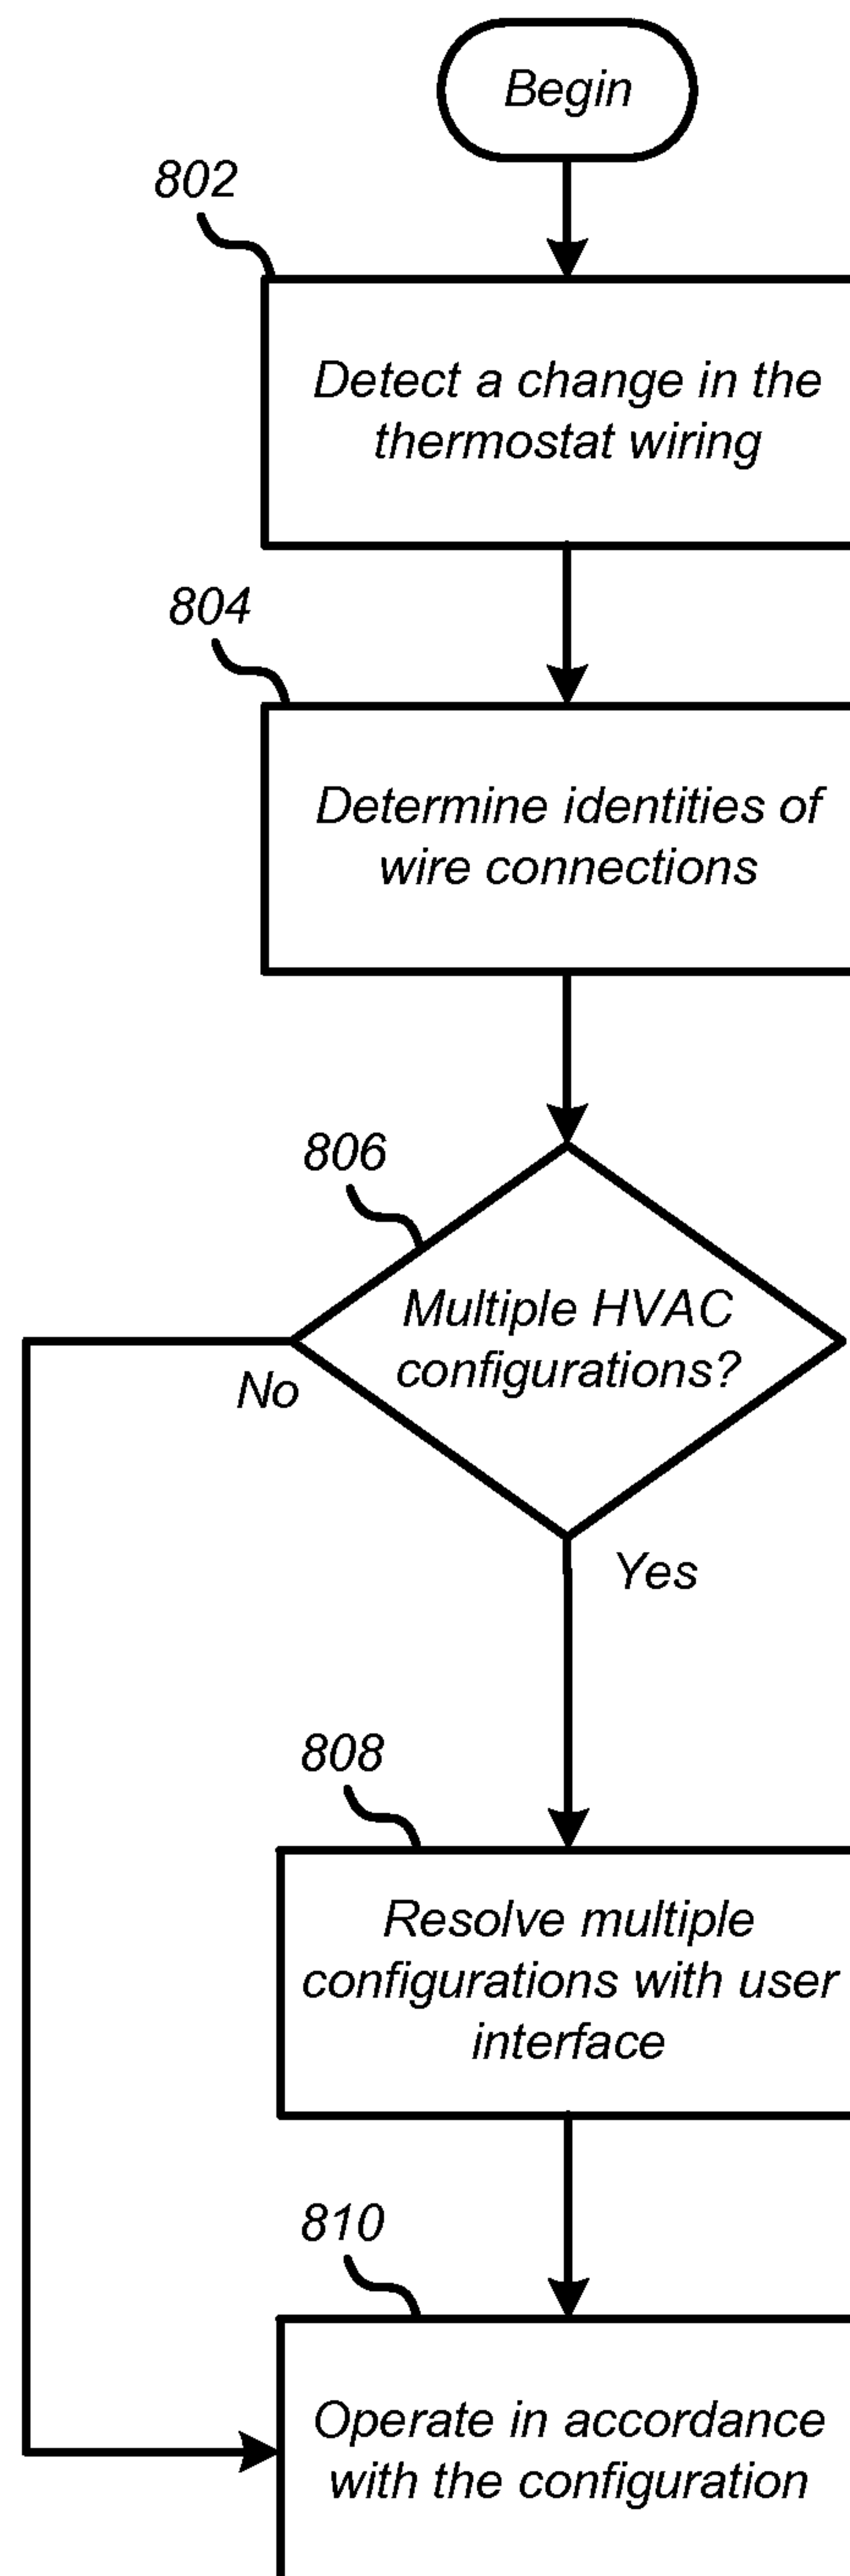 Begin
802
Detect a change in the
thermostat wiring
804
Determine identities of
wire connections
806
Multiple HVAC
configurations?
No
Yes
808
Resolve multiple
configurations with user
interface
810
Operate in accordance
with the configuration